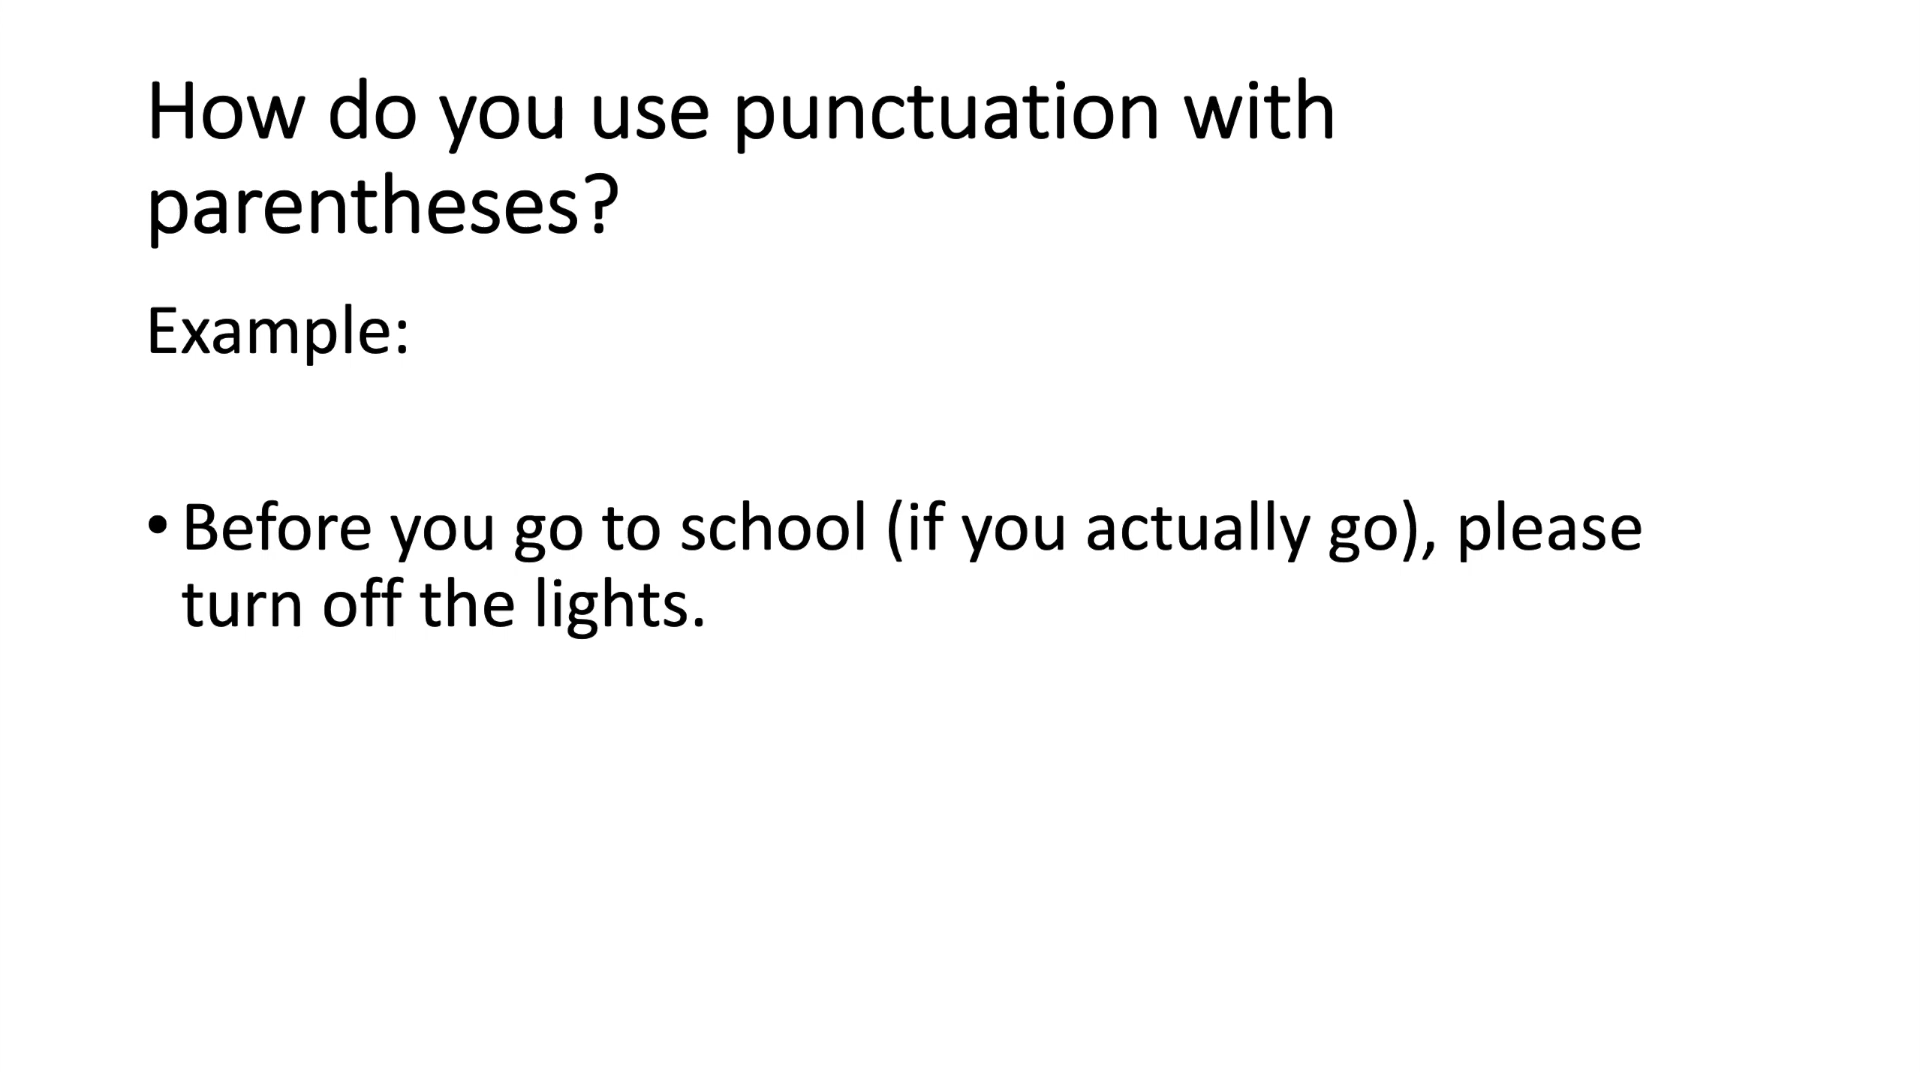 How do you use punctuation with
parentheses?
Example:
• Before you go to school (if you actually go), please
turn off the lights.